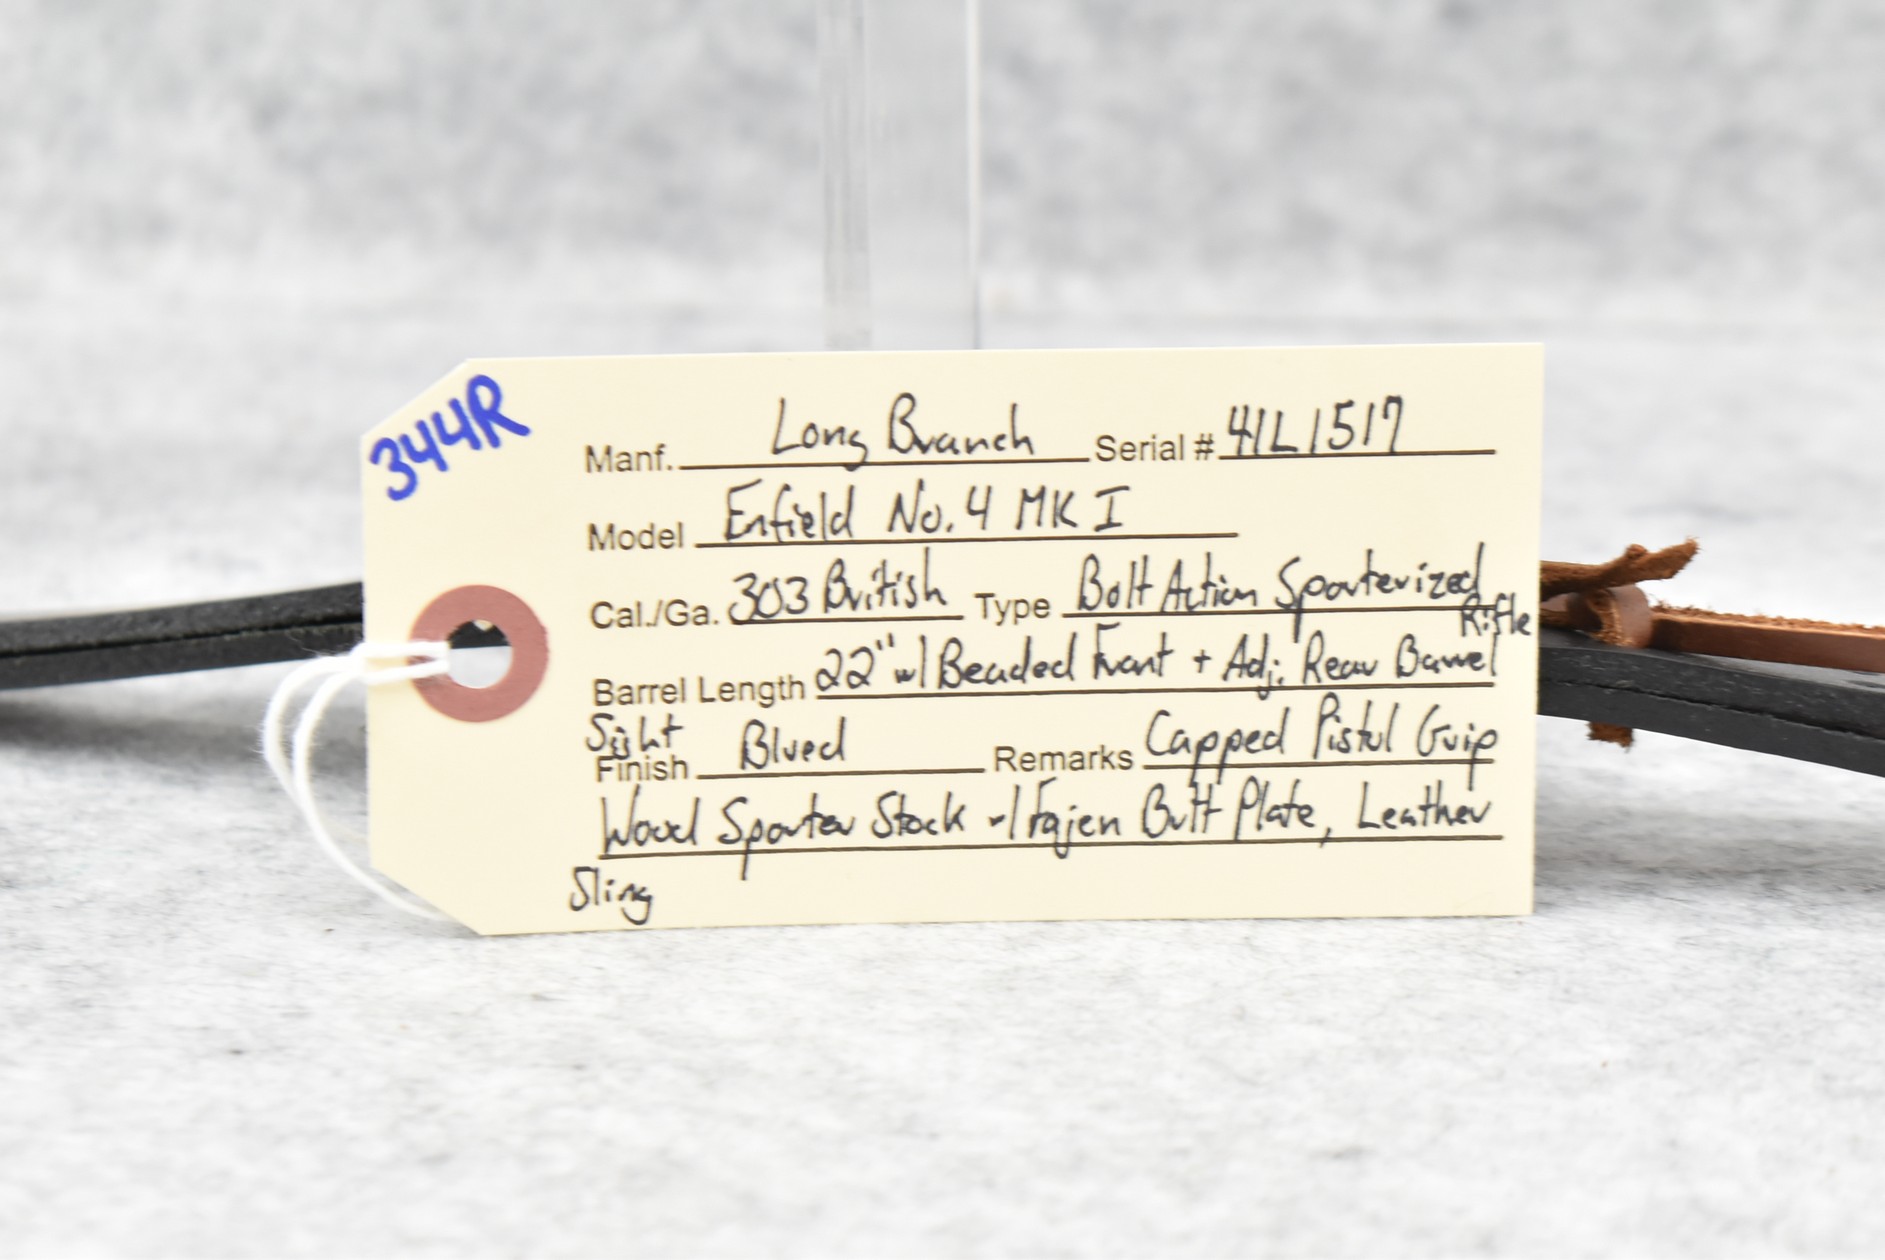 344R
Manf. Long Branch Serial # 41L1517
Model Enfield No. 4 MK I
Cal./Ga. 303 British Type Bolt Action Sporterized
Rifle
Barrel Length 22" w/ Beaded Front + Adj. Rear Barrel
Sight
Finish Blued Remarks Capped Pistol Grip
Wood Sporter Stock w/ Fajen Butt Plate, Leather
Sling